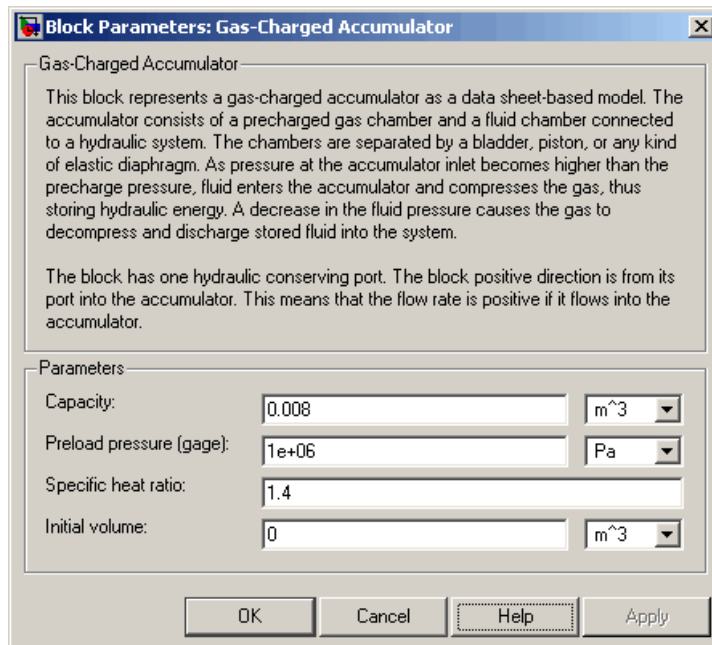 Block Parameters: Gas-Charged Accumulator
Gas-Charged Accumulator
This block represents a gas-charged accumulator as a data sheet-based model. The
accumulator consists of a precharged gas chamber and a fluid chamber connected
to a hydraulic system. The chambers are separated by a bladder, piston, or any kind
of elastic diaphragm. As pressure at the accumulator inlet becomes higher than the
precharge pressure, fluid enters the accumulator and compresses the gas, thus
storing hydraulic energy. A decrease in the fluid pressure causes the gas to
decompress and discharge stored fluid into the system.
The block has one hydraulic conserving port. The block positive direction is from its
port into the accumulator. This means that the flow rate is positive if it flows into the
accumulator.
Parameters
Capacity: 0.008 m^3
Preload pressure (gage): 1e+06 Pa
Specific heat ratio: 1.4
Initial volume: 0 m^3
OK Cancel Help Apply